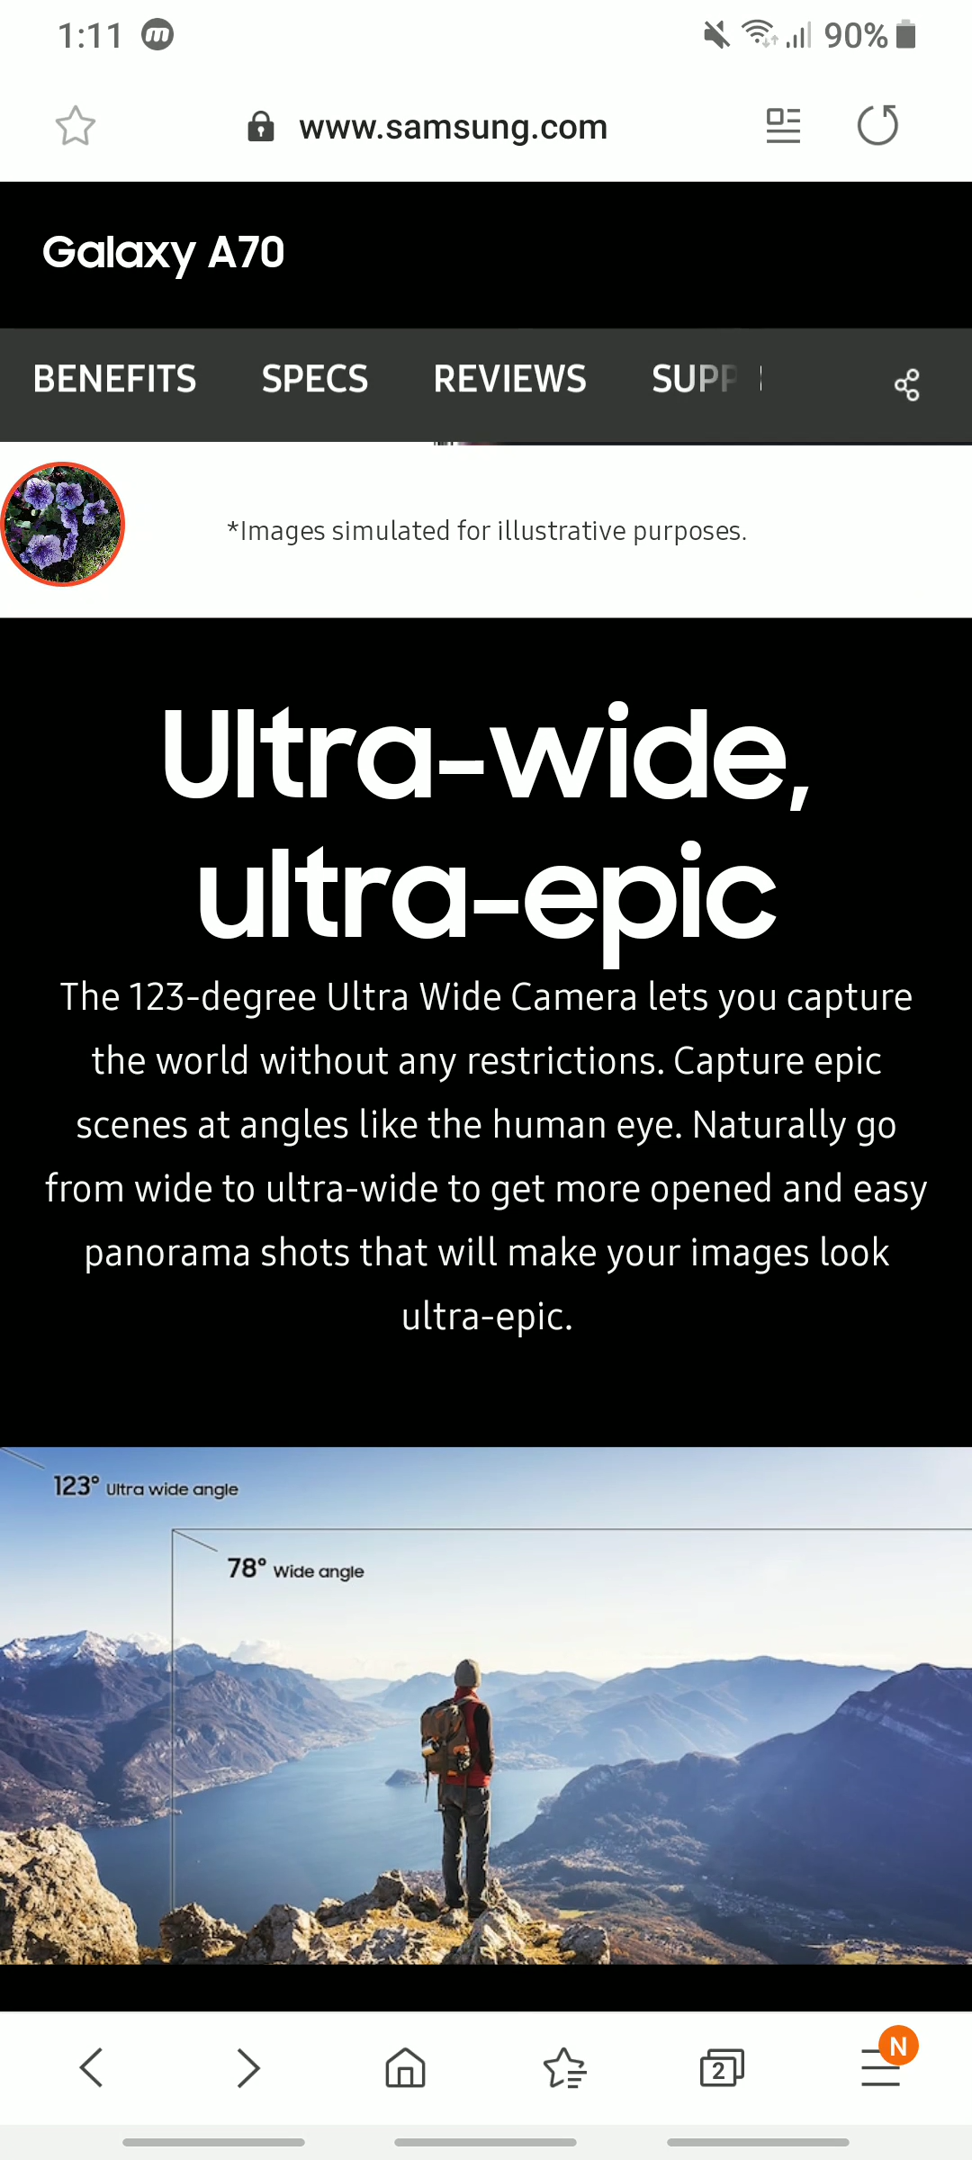 1:11
90%
www.samsung.com
Galaxy A70
BENEFITS SPECS REVIEWS SUPP
*Images simulated for illustrative purposes.
Ultra-wide,
ultra-epic
The 123-degree Ultra Wide Camera lets you capture
the world without any restrictions. Capture epic
scenes at angles like the human eye. Naturally go
from wide to ultra-wide to get more opened and easy
panorama shots that will make your images look
ultra-epic.
123° Ultra wide angle
78° Wide angle
2
N